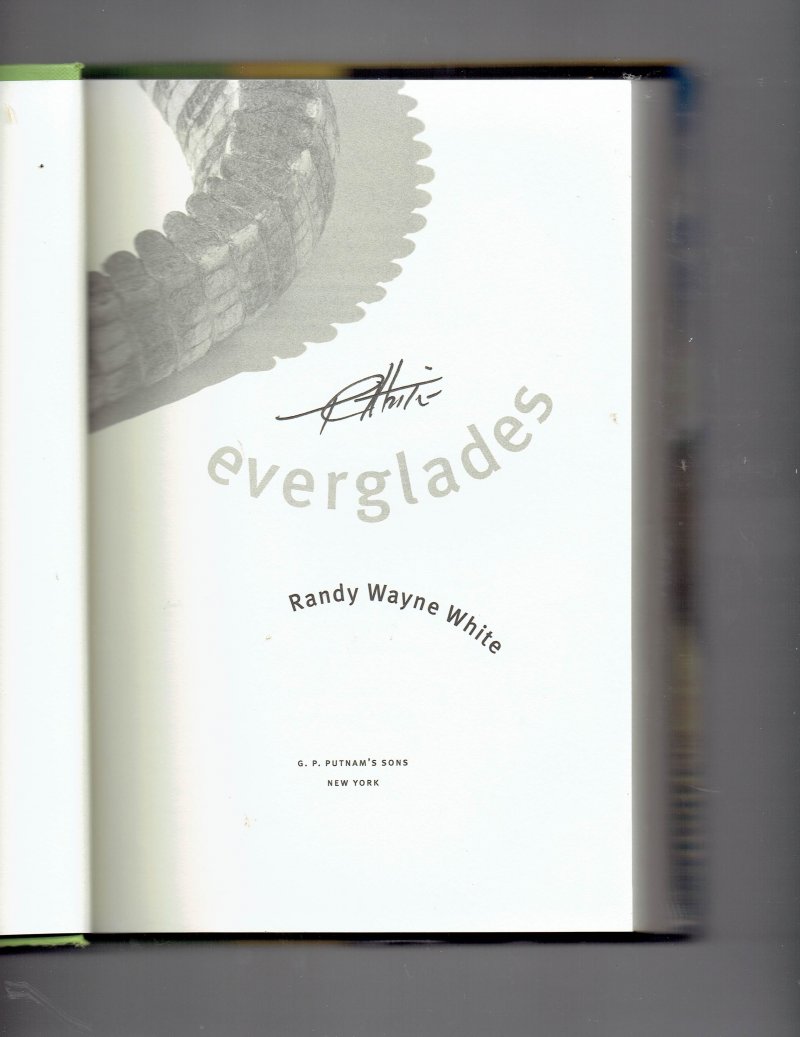 everglades
Randy Wayne White
G. P. PUTNAM'S SONS
NEW YORK